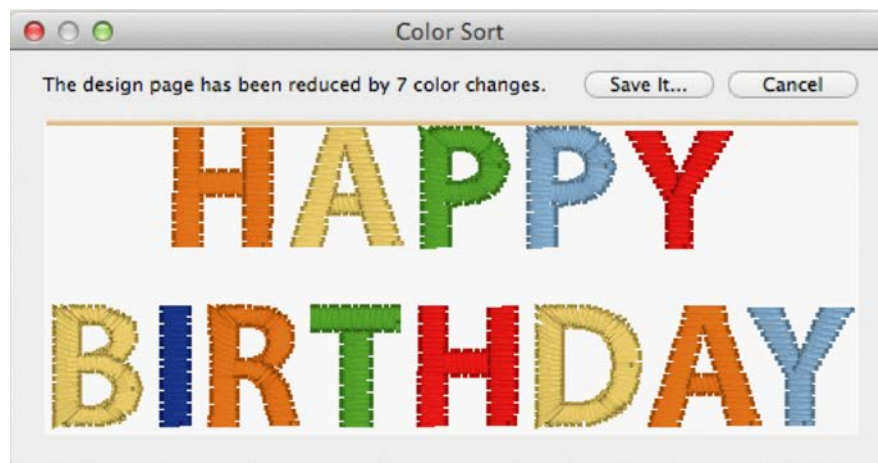 Color Sort
The design page has been reduced by 7 color changes. Save It... Cancel
HAPPY
BIRTHDAY